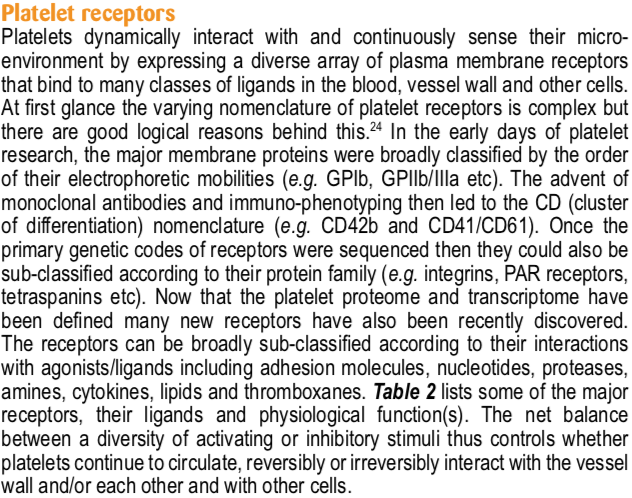 Platelet receptors
Platelets dynamically interact with and continuously sense their micro-
environment by expressing a diverse array of plasma membrane receptors
that bind to many classes of ligands in the blood, vessel wall and other cells.
At first glance the varying nomenclature of platelet receptors is complex but
there are good logical reasons behind this.24 In the early days of platelet
research, the major membrane proteins were broadly classified by the order
of their electrophoretic mobilities (e.g. GPIb, GPIIb/IIIa etc). The advent of
monoclonal antibodies and immuno-phenotyping then led to the CD (cluster
of differentiation) nomenclature (e.g. CD42b and CD41/CD61). Once the
primary genetic codes of receptors were sequenced then they could also be
sub-classified according to their protein family (e.g. integrins, PAR receptors,
tetraspanins etc). Now that the platelet proteome and transcriptome have
been defined many new receptors have also been recently discovered.
The receptors can be broadly sub-classified according to their interactions
with agonists/ligands including adhesion molecules, nucleotides, proteases,
amines, cytokines, lipids and thromboxanes. Table 2 lists some of the major
receptors, their ligands and physiological function(s). The net balance
between a diversity of activating or inhibitory stimuli thus controls whether
platelets continue to circulate, reversibly or irreversibly interact with the vessel
wall and/or each other and with other cells.